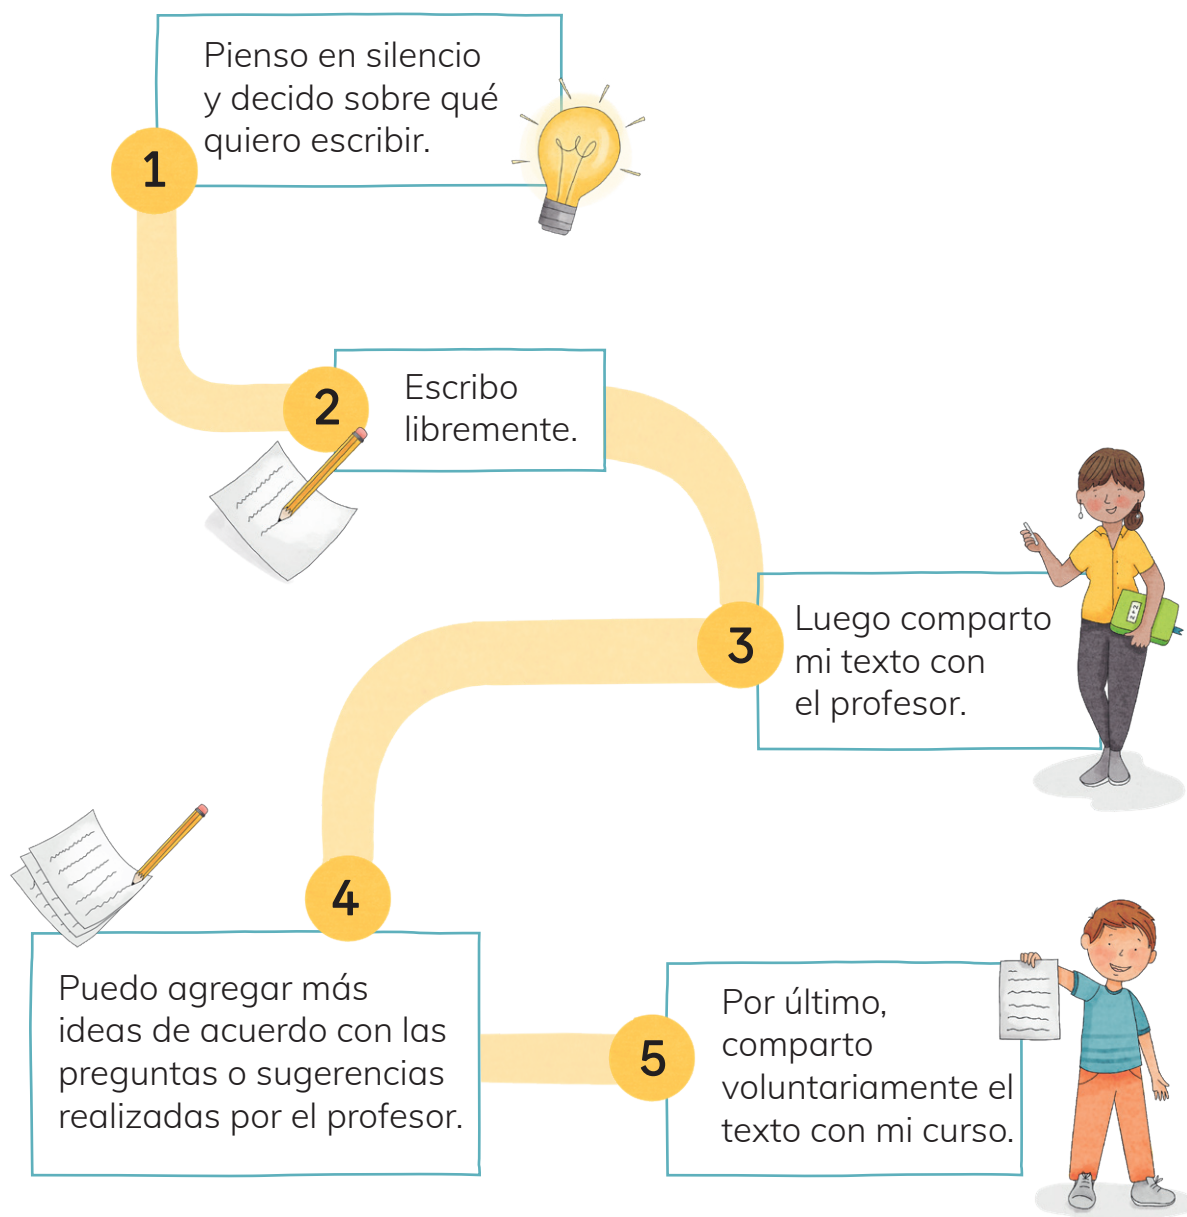 Pienso en silencio
y decido sobre qué
quiero escribir.
1
2
Escribo
libremente.
3
Luego comparto
mi texto con
el profesor.
4
Puedo agregar más
ideas de acuerdo con las
preguntas o sugerencias
realizadas por el profesor.
5
Por último,
comparto
voluntariamente el
texto con mi curso.